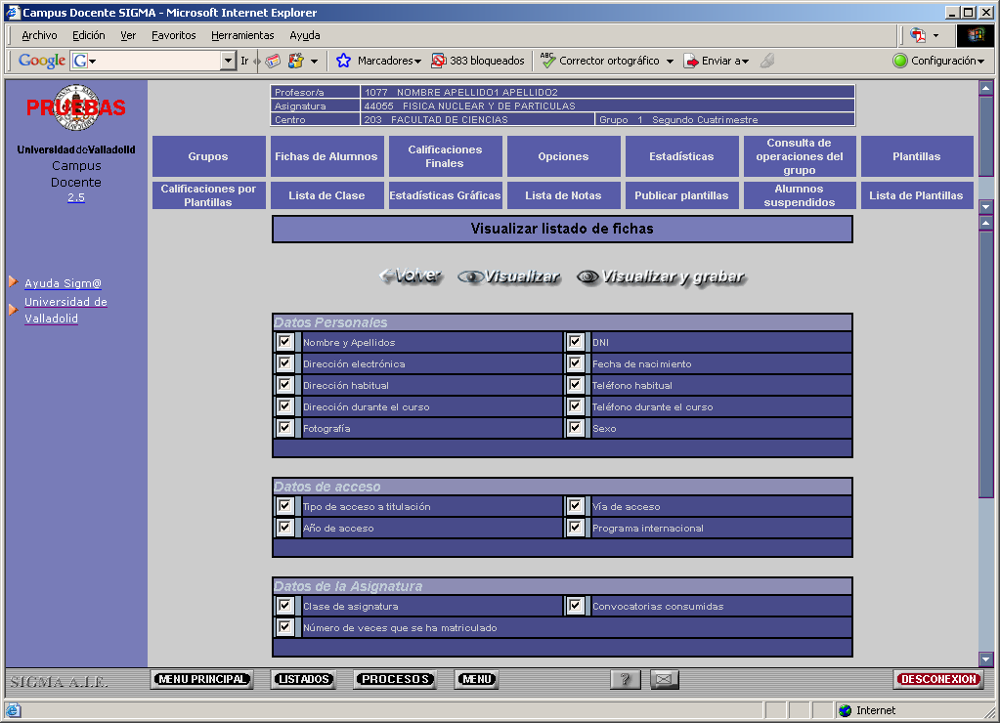 Campus Docente SIGMA - Microsoft Internet Explorer
Archivo Edición Ver Favoritos Herramientas Ayuda
Google G Ir Marcadores 383 bloqueados ABC Corrector ortográfico Enviar a Configuración
PRUEBAS
Universidad de Valladolid
Campus
Docente
2.5
Ayuda Sigm@
Universidad de
Valladolid
Profesor/a 1077 NOMBRE APELLIDO1 APELLIDO2
Asignatura 44055 FISICA NUCLEAR Y DE PARTICULAS
Centro 203 FACULTAD DE CIENCIAS Grupo 1 Segundo Cuatrimestre
Grupos
Fichas de Alumnos
Calificaciones
Finales
Opciones
Estadísticas
Consulta de
operaciones del
grupo
Plantillas
Calificaciones por
Plantillas
Lista de Clase
Estadísticas Gráficas
Lista de Notas
Publicar plantillas
Alumnos
suspendidos
Lista de Plantillas
Visualizar listado de fichas
Volver Visualizar Visualizar y grabar
Datos Personales
Nombre y Apellidos DNI
Dirección electrónica Fecha de nacimiento
Dirección habitual Teléfono habitual
Dirección durante el curso Teléfono durante el curso
Fotografía Sexo
Datos de acceso
Tipo de acceso a titulación Vía de acceso
Año de acceso Programa internacional
Datos de la Asignatura
Clase de asignatura Convocatorias consumidas
Número de veces que se ha matriculado
SIGMA A.I.E. MENU PRINCIPAL LISTADOS PROCESOS MENU ? DESCONEXION
Internet